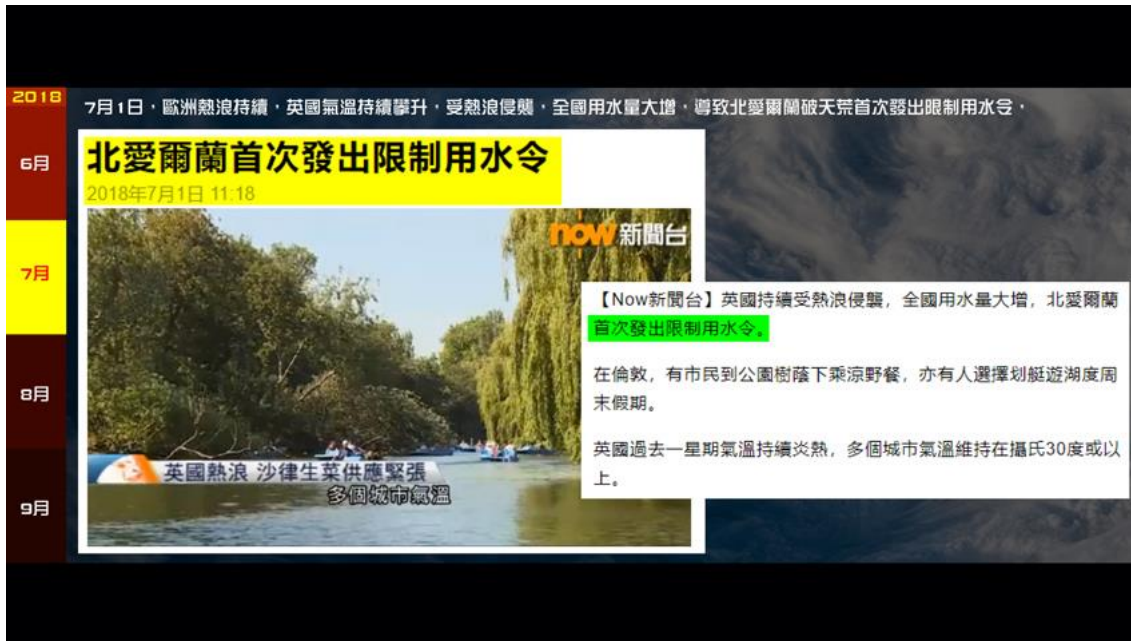 2018
7月1日，歐洲熱浪持續，英國氣溫持續攀升，受熱浪侵襲，全國用水量大增，導致北愛爾蘭破天荒首次發出限制用水令，
6月
北愛爾蘭首次發出限制用水令
2018年7月1日 11:18
now 新聞台
7月
【Now新聞台】英國持續受熱浪侵襲，全國用水量大增，北愛爾蘭
首次發出限制用水令。
在倫敦，有市民到公園樹蔭下乘涼野餐，亦有人選擇划艇遊湖度周
末假期。
8月
英國過去一星期氣溫持續炎熱，多個城市氣溫維持在攝氏30度或以
上。
英國熱浪 沙律生菜供應緊張
多個城市氣溫
9月